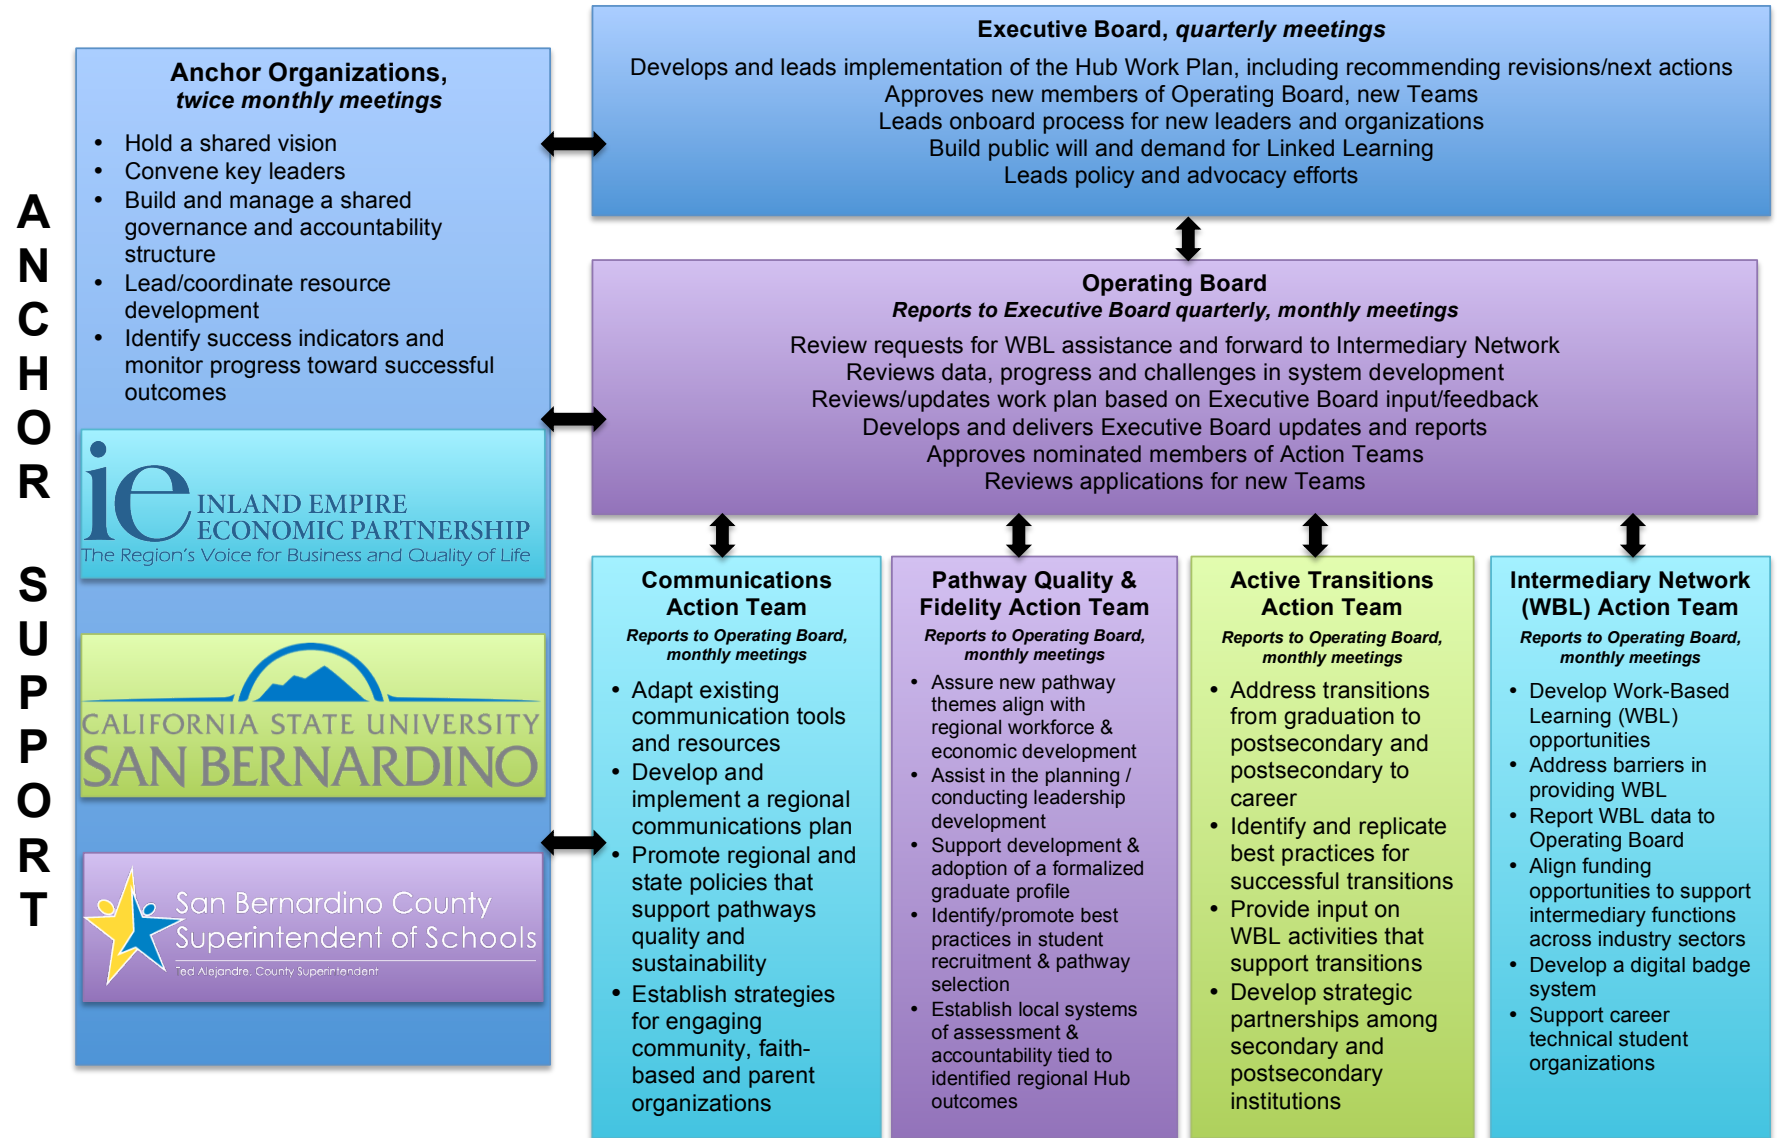 ANCHOR SUPPORT
Anchor Organizations,
twice monthly meetings
• Hold a shared vision
• Convene key leaders
• Build and manage a shared
governance and accountability
structure
• Lead/coordinate resource
development
• Identify success indicators and
monitor progress toward successful
outcomes
ie INLAND EMPIRE
ECONOMIC PARTNERSHIP
The Region's Voice for Business and Quality of Life
CALIFORNIA STATE UNIVERSITY
SAN BERNARDINO
San Bernardino County
Superintendent of Schools
Ted Alejandre, County Superintendent
Executive Board, quarterly meetings
Develops and leads implementation of the Hub Work Plan, including recommending revisions/next actions
Approves new members of Operating Board, new Teams
Leads onboard process for new leaders and organizations
Build public will and demand for Linked Learning
Leads policy and advocacy efforts
Operating Board
Reports to Executive Board quarterly, monthly meetings
Review requests for WBL assistance and forward to Intermediary Network
Reviews data, progress and challenges in system development
Reviews/updates work plan based on Executive Board input/feedback
Develops and delivers Executive Board updates and reports
Approves nominated members of Action Teams
Reviews applications for new Teams
Communications
Action Team
Reports to Operating Board,
monthly meetings
• Adapt existing
communication tools
and resources
• Develop and
implement a regional
communications plan
• Promote regional and
state policies that
support pathways
quality and
sustainability
• Establish strategies
for engaging
community, faith-
based and parent
organizations
Pathway Quality &
Fidelity Action Team
Reports to Operating Board,
monthly meetings
• Assure new pathway
themes align with
regional workforce &
economic development
• Assist in the planning /
conducting leadership
development
• Support development &
adoption of a formalized
graduate profile
• Identify/promote best
practices in student
recruitment & pathway
selection
• Establish local systems
of assessment &
accountability tied to
identified regional Hub
outcomes
Active Transitions
Action Team
Reports to Operating Board,
monthly meetings
• Address transitions
from graduation to
postsecondary and
postsecondary to
career
• Identify and replicate
best practices for
successful transitions
• Provide input on
WBL activities that
support transitions
• Develop strategic
partnerships among
secondary and
postsecondary
institutions
Intermediary Network
(WBL) Action Team
Reports to Operating Board,
monthly meetings
• Develop Work-Based
Learning (WBL)
opportunities
• Address barriers in
providing WBL
• Report WBL data to
Operating Board
• Align funding
opportunities to support
intermediary functions
across industry sectors
• Develop a digital badge
system
• Support career
technical student
organizations